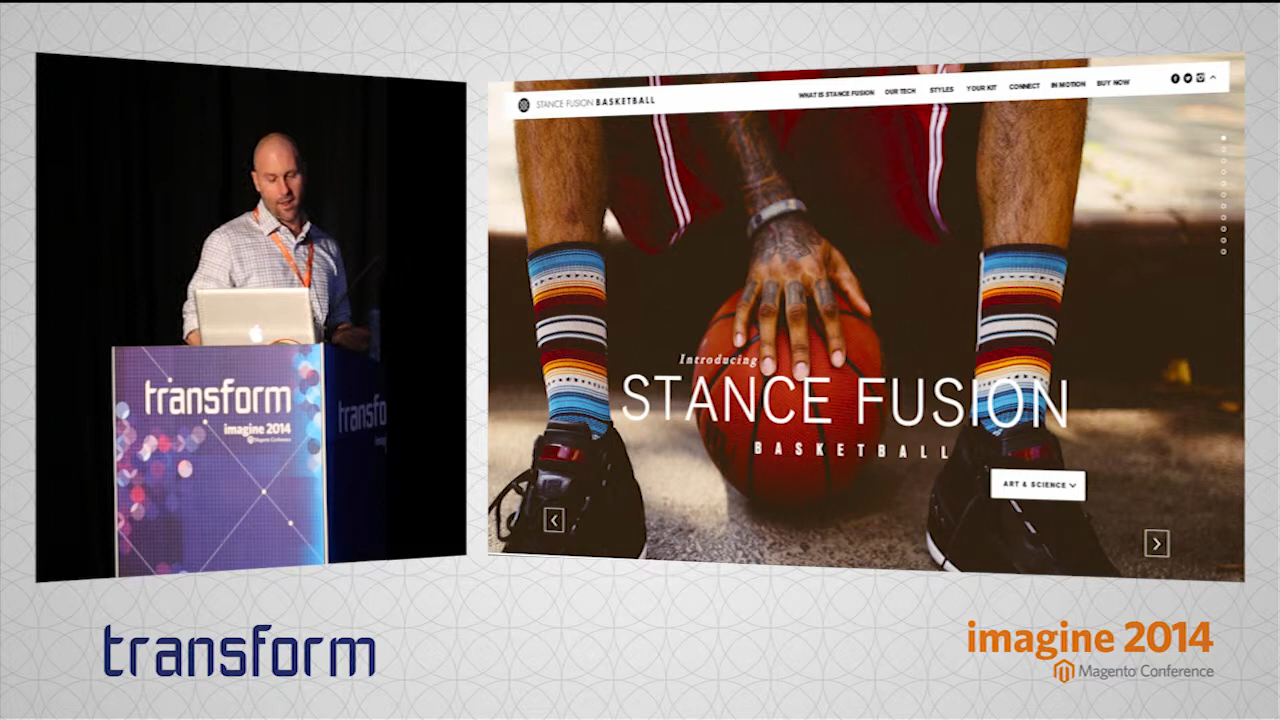 STANCE FUSION BASKETBALL
WHAT IS STANCE FUSION OUR TECH STYLES YOUR KIT CONNECT IN MOTION BUY NOW
Introducing
STANCE FUSION
BASKETBALL
ART & SCIENCE
transform
imagine 2014
Magento Conference
transfo
transform
imagine 2014
Magento Conference